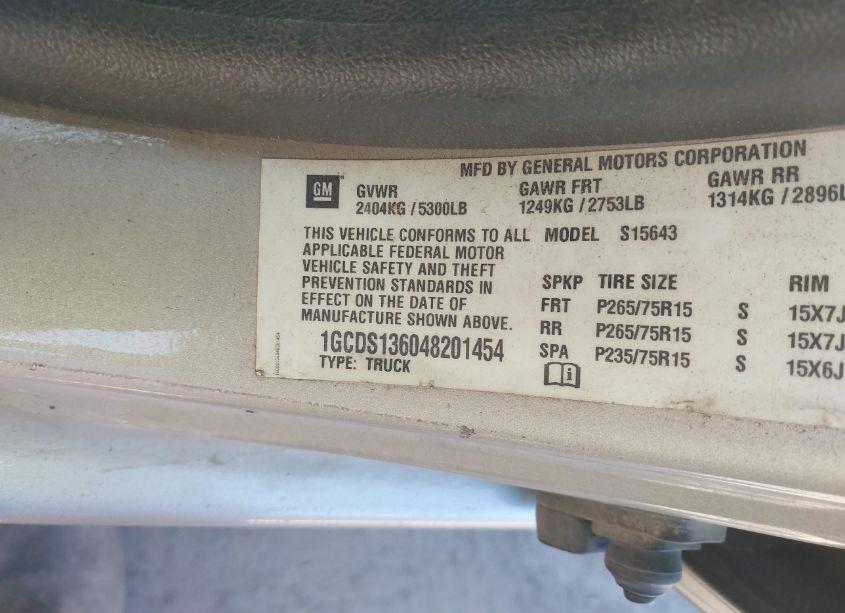 MFD BY GENERAL MOTORS CORPORATION
GM GVWR GAWR FRT GAWR RR
2404KG / 5300LB 1249KG / 2753LB 1314KG / 2896L
THIS VEHICLE CONFORMS TO ALL MODEL S15643
APPLICABLE FEDERAL MOTOR
VEHICLE SAFETY AND THEFT
PREVENTION STANDARDS IN
EFFECT ON THE DATE OF
MANUFACTURE SHOWN ABOVE.
SPKP TIRE SIZE RIM
FRT P265/75R15 S 15X7J
RR P265/75R15 S 15X7J
SPA P235/75R15 S 15X6J
1GCDS136048201454
TYPE: TRUCK